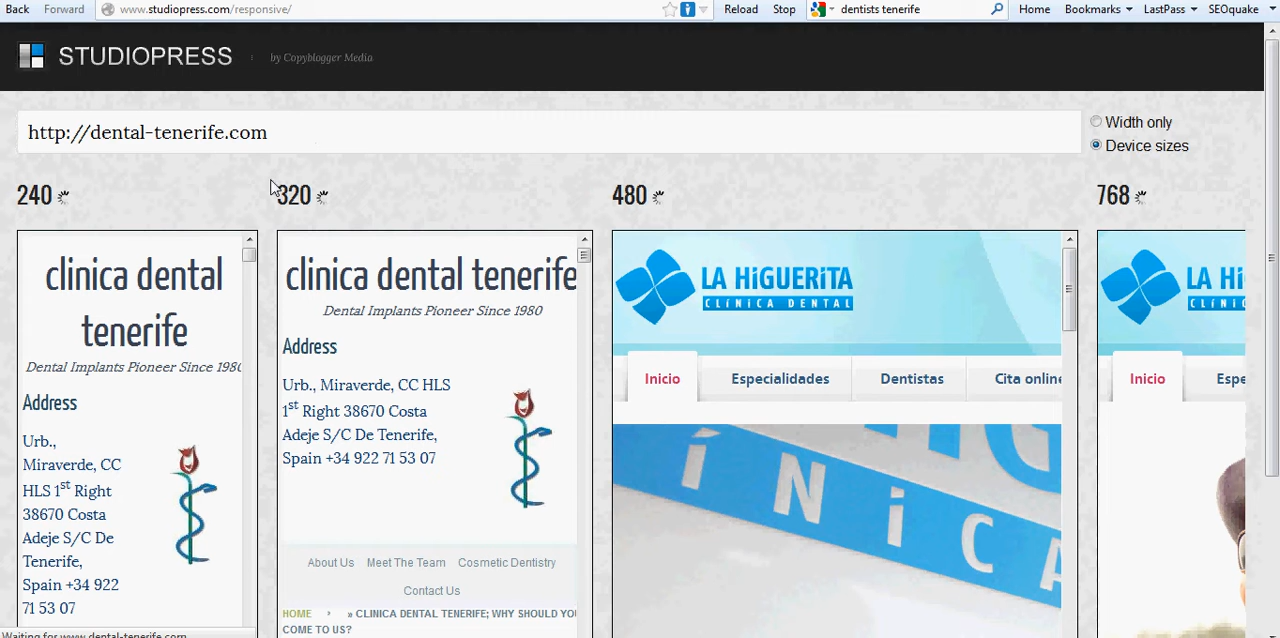 Back Forward www.studiopress.com/responsive/ Reload Stop dentists tenerife Home Bookmarks LastPass SEOquake
STUDIOPRESS by Copyblogger Media
http://dental-tenerife.com
Width only
Device sizes
240
320
480
768
clinica dental
tenerife
Dental Implants Pioneer Since 1980
Address
Urb.,
Miraverde, CC
HLS 1st Right
38670 Costa
Adeje S/C De
Tenerife,
Spain +34 922
71 53 07
clinica dental tenerife
Dental Implants Pioneer Since 1980
Address
Urb., Miraverde, CC HLS
1st Right 38670 Costa
Adeje S/C De Tenerife,
Spain +34 922 71 53 07
About Us Meet The Team Cosmetic Dentistry
Contact Us
HOME » CLINICA DENTAL TENERIFE; WHY SHOULD YOU
COME TO US?
LA HiGUERiTA
CLÍNICA DENTAL
Inicio Especialidades Dentistas Cita online
ÍNiCA
LA Hi
CLÍNIC
Inicio Espe
Waiting for www.dental-tenerife.com